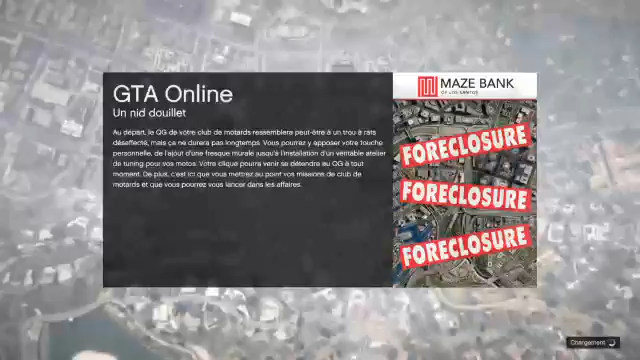 GTA Online
Un nid douillet
Au départ, le QG de votre club de motards ressemblera peut-être à un trou à rats
désaffecté, mais ça ne durera pas longtemps. Vous pourrez y apposer votre touche
personnelle, de l'ajout d'une fresque murale jusqu'à l'installation d'un véritable atelier
de tuning pour vos motos. Votre clique pourra venir se détendre au QG à tout
moment. De plus, c'est ici que vous mettrez au point vos missions de club de
motards et que vous pourrez vous lancer dans les affaires.
MAZE BANK
OF LOS SANTOS
FORECLOSURE
FORECLOSURE
FORECLOSURE
Chargement